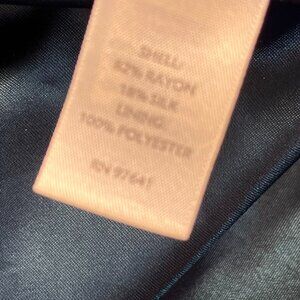 SHELL:
82% RAYON
18% SILK
LINING:
100% POLYESTER
RN 97641